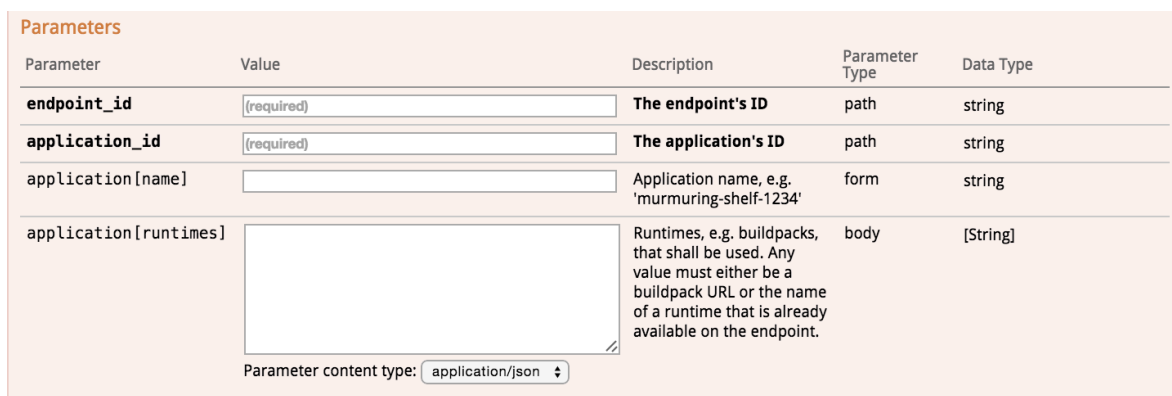 Parameters
Parameter Value Description Parameter Type Data Type
endpoint_id (required) The endpoint's ID path string
application_id (required) The application's ID path string
application[name] Application name, e.g. form string
'murmuring-shelf-1234'
application[runtimes] Runtimes, e.g. buildpacks, body [String]
that shall be used. Any
value must either be a
buildpack URL or the name
of a runtime that is already
available on the endpoint.
Parameter content type: application/json